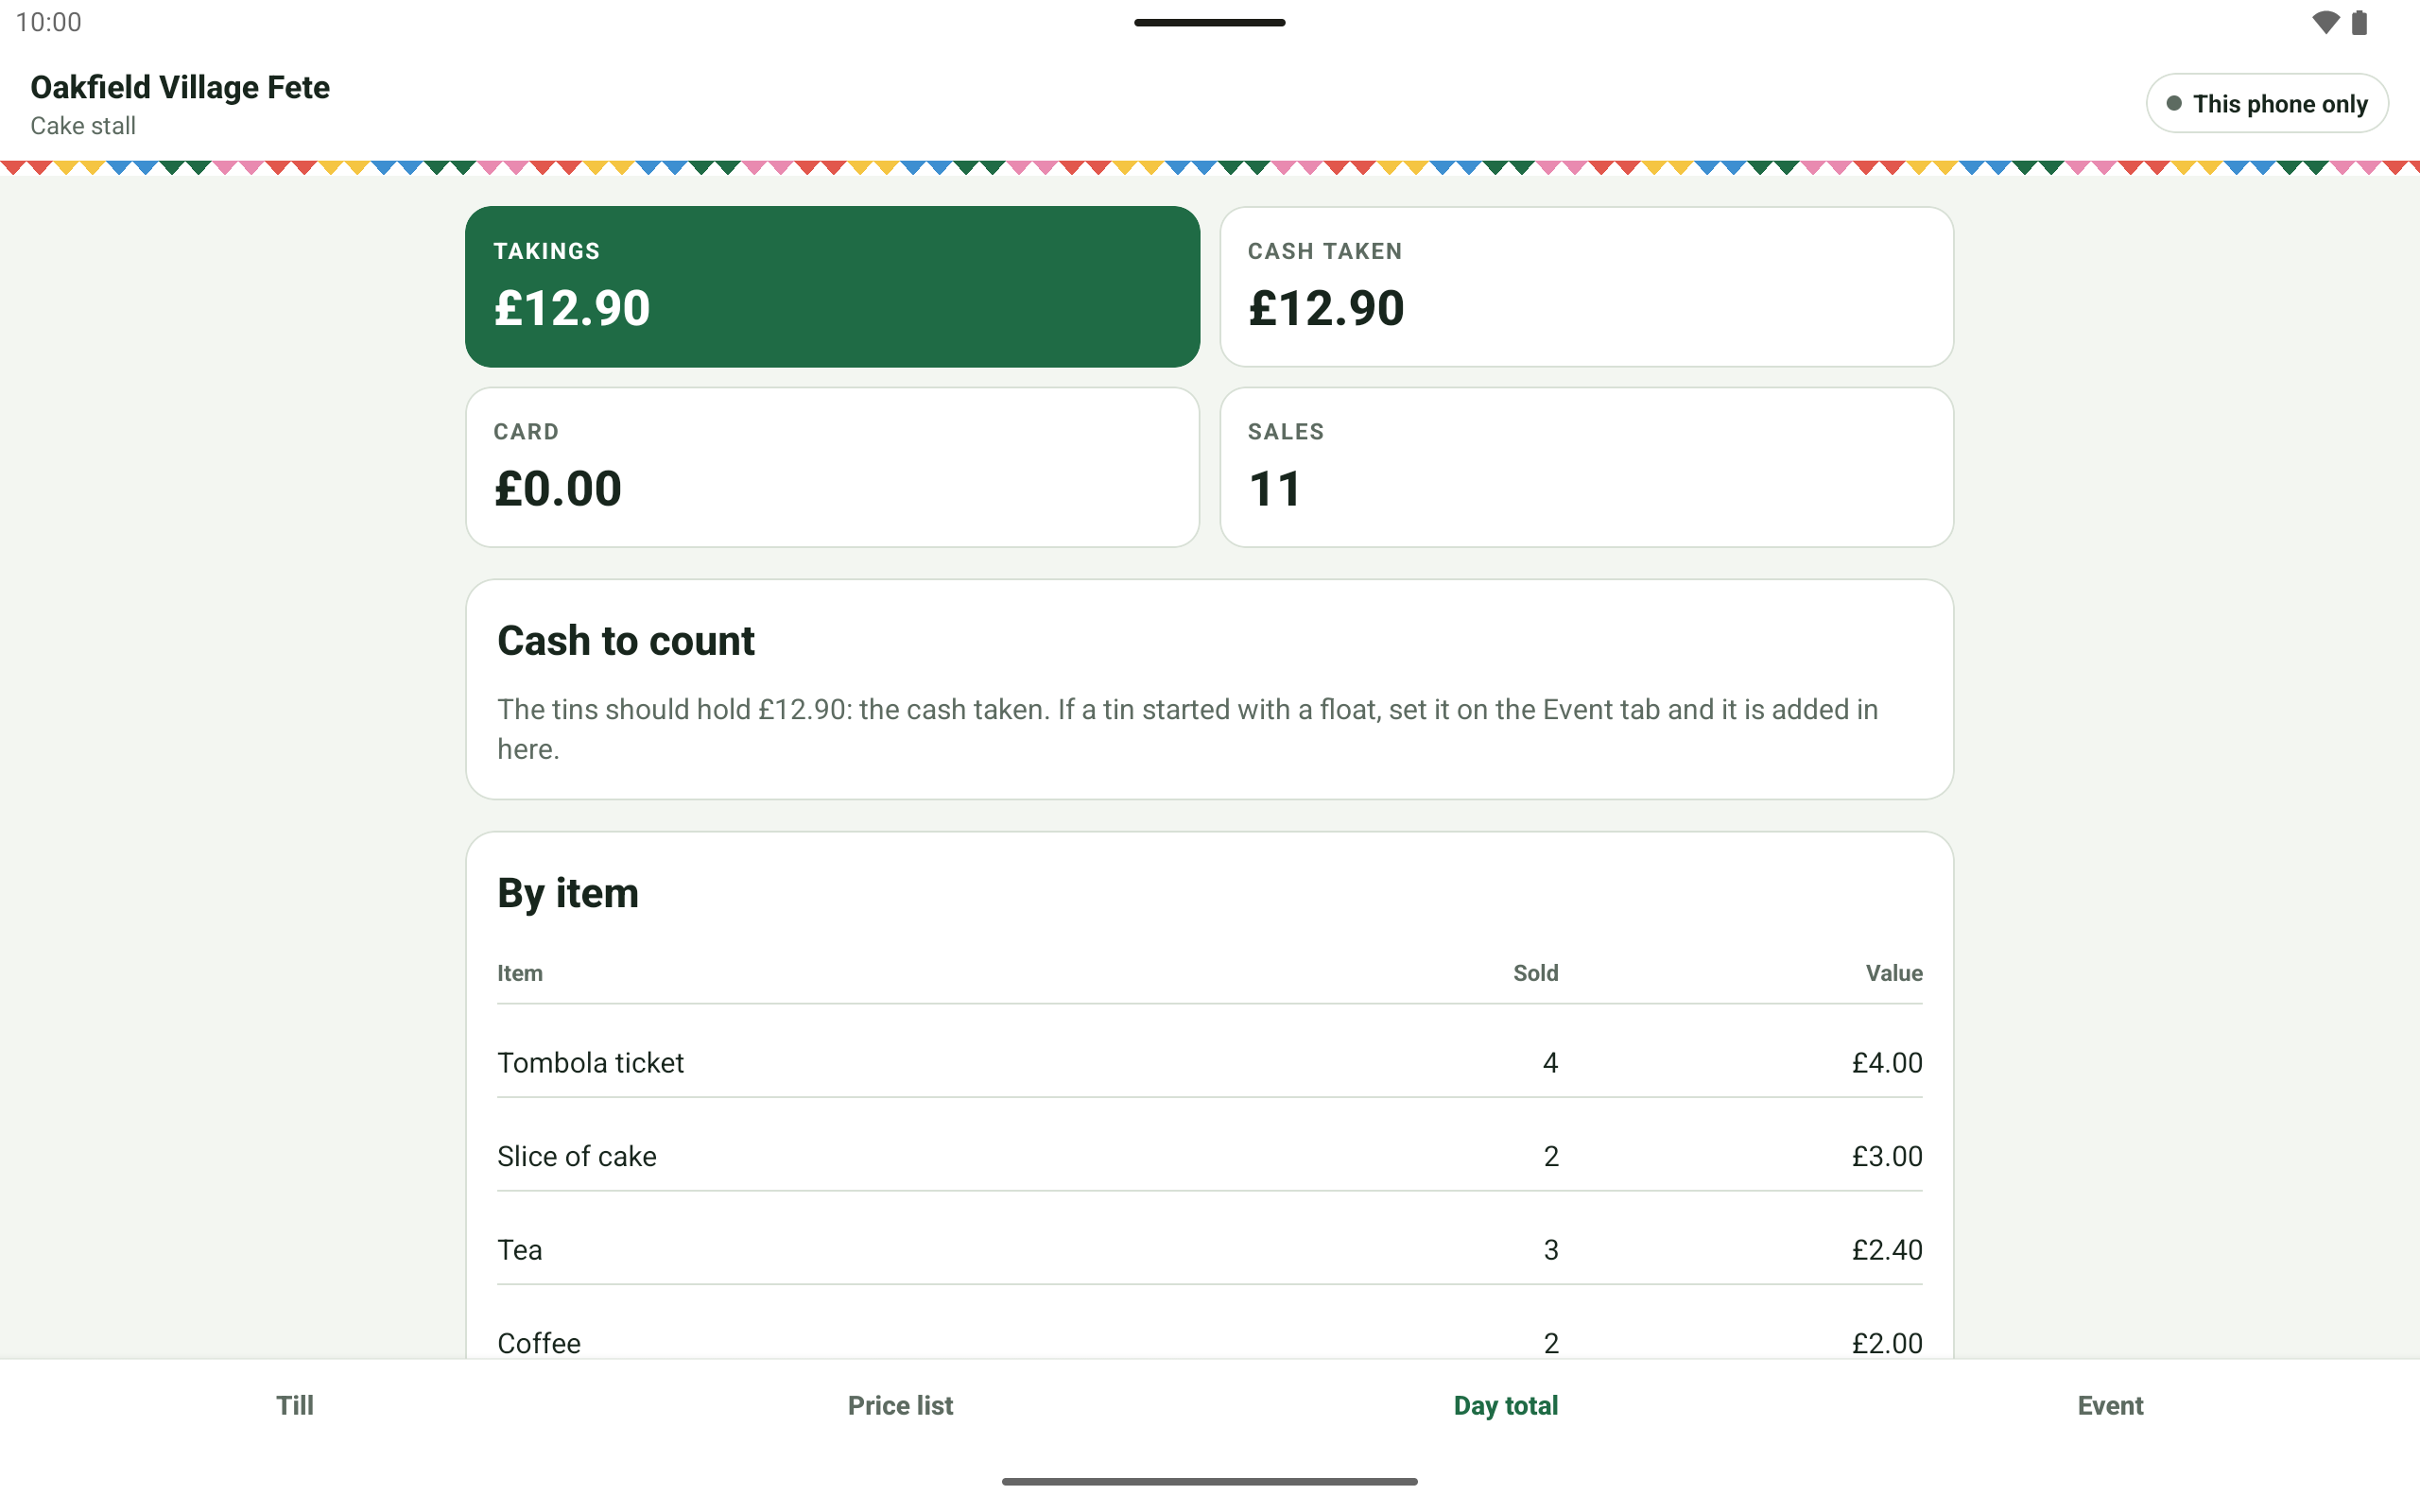 10:00
Oakfield Village Fete
Cake stall
This phone only
TAKINGS
£12.90
CASH TAKEN
£12.90
CARD
£0.00
SALES
11
Cash to count
The tins should hold £12.90: the cash taken. If a tin started with a float, set it on the Event tab and it is added in
here.
By item
Item Sold Value
Tombola ticket 4 £4.00
Slice of cake 2 £3.00
Tea 3 £2.40
Coffee 2 £2.00
Till Price list Day total Event